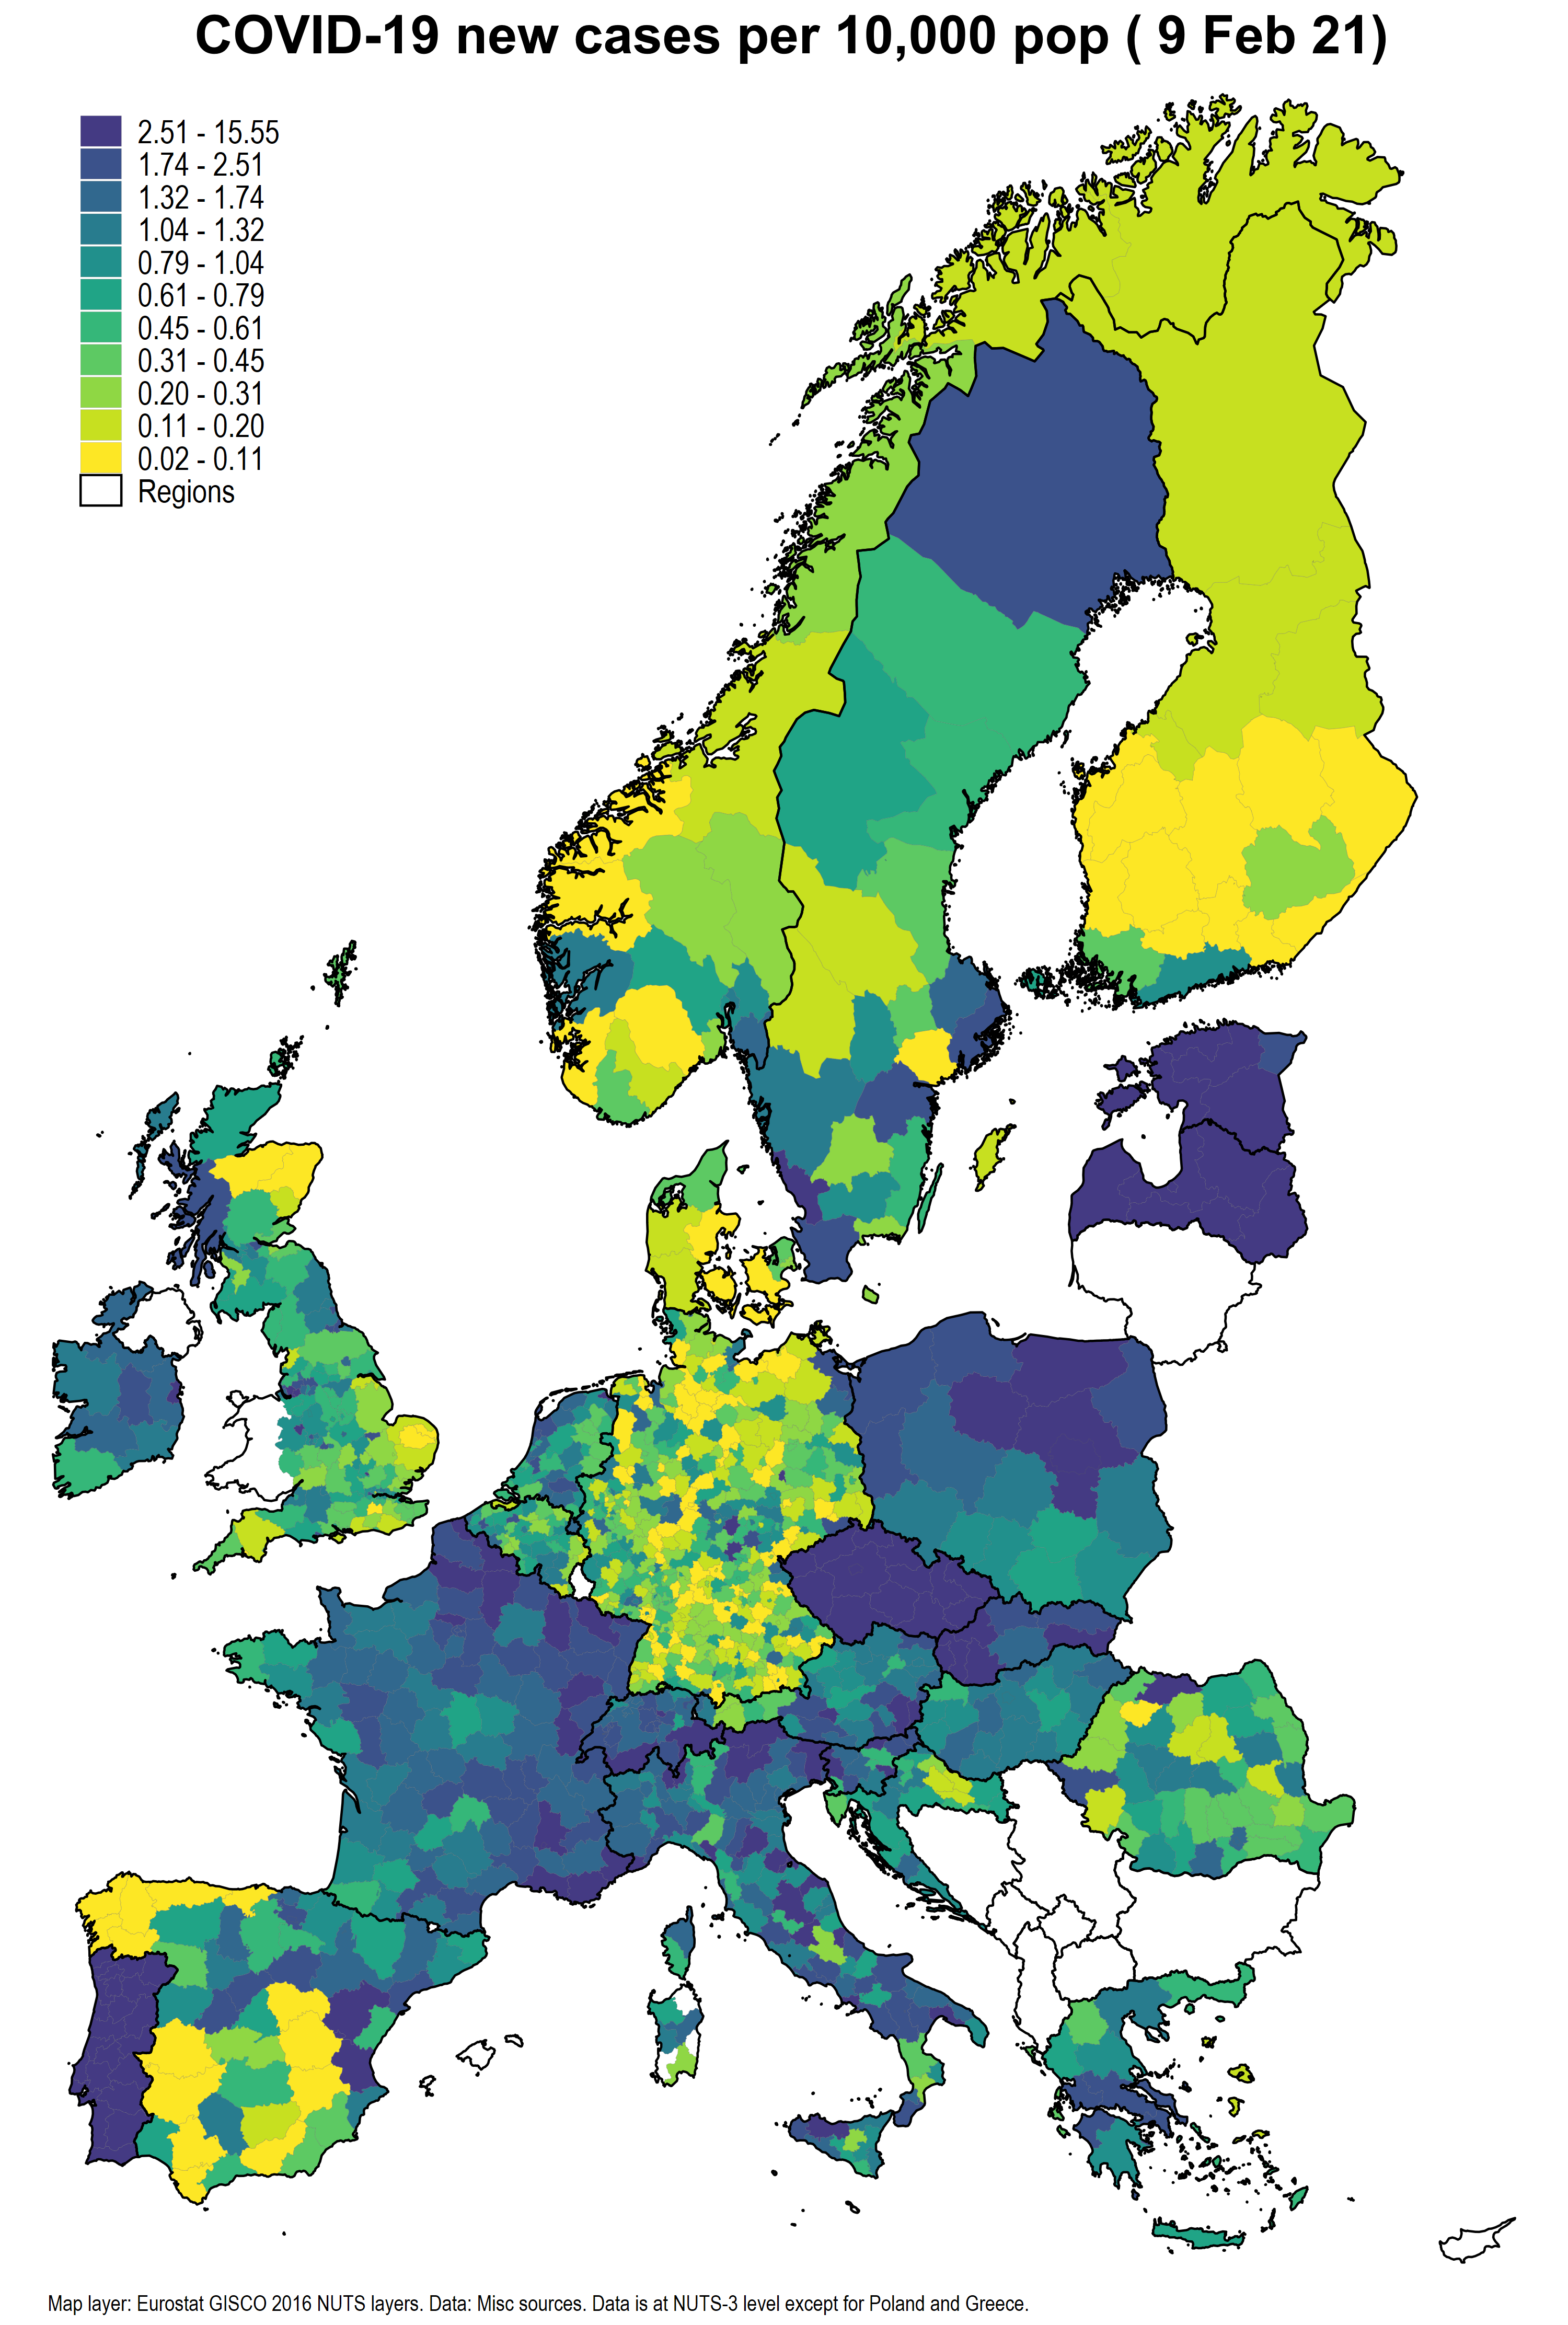 COVID-19 new cases per 10,000 pop ( 9 Feb 21)
2.51 - 15.55
1.74 - 2.51
1.32 - 1.74
1.04 - 1.32
0.79 - 1.04
0.61 - 0.79
0.45 - 0.61
0.31 - 0.45
0.20 - 0.31
0.11 - 0.20
0.02 - 0.11
Regions
Map layer: Eurostat GISCO 2016 NUTS layers. Data: Misc sources. Data is at NUTS-3 level except for Poland and Greece.